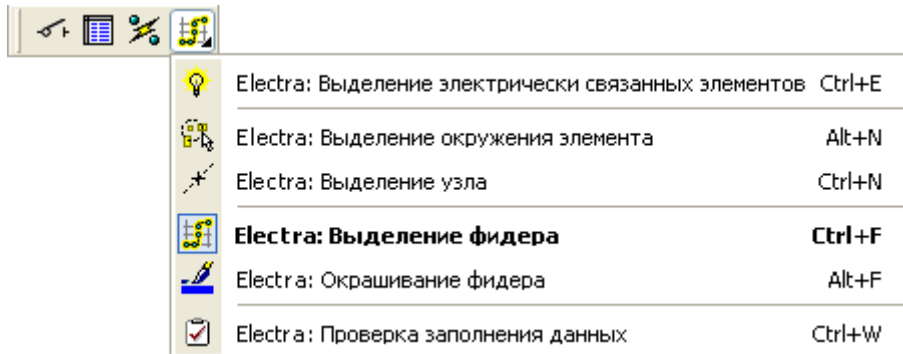 Electra: Выделение электрически связанных элементов Ctrl+E
Electra: Выделение окружения элемента Alt+N
Electra: Выделение узла Ctrl+N
Electra: Выделение фидера Ctrl+F
Electra: Окрашивание фидера Alt+F
Electra: Проверка заполнения данных Ctrl+W